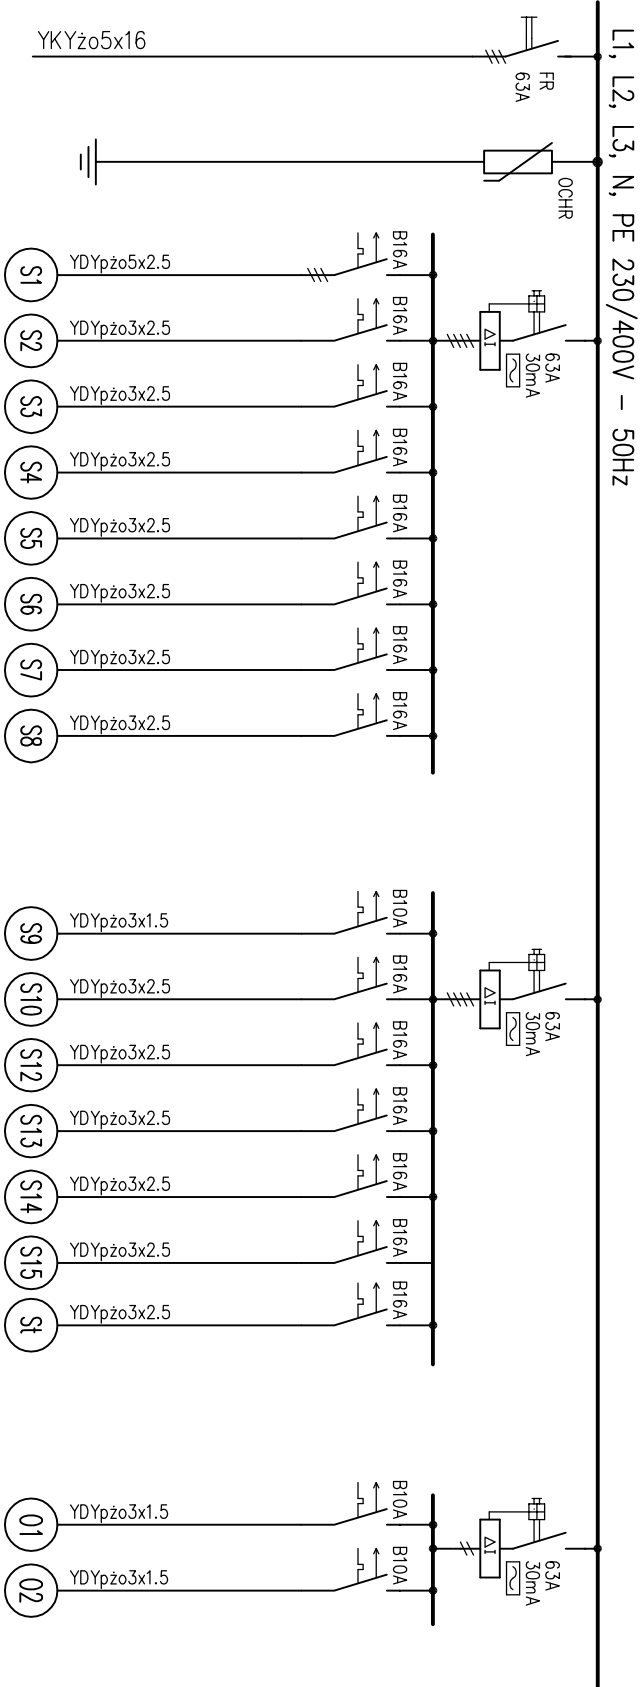 L1, L2, L3, N, PE 230/400V - 50Hz
YKYżo5x16
FR
63A
OCHR
63A
30mA
ΔI
B16A
YDYpżo5x2.5
S1
B16A
YDYpżo3x2.5
S2
B16A
YDYpżo3x2.5
S3
B16A
YDYpżo3x2.5
S4
B16A
YDYpżo3x2.5
S5
B16A
YDYpżo3x2.5
S6
B16A
YDYpżo3x2.5
S7
B16A
YDYpżo3x2.5
S8
63A
30mA
ΔI
B10A
YDYpżo3x1.5
S9
B16A
YDYpżo3x2.5
S10
B16A
YDYpżo3x2.5
S12
B16A
YDYpżo3x2.5
S13
B16A
YDYpżo3x2.5
S14
B16A
YDYpżo3x2.5
S15
B16A
YDYpżo3x2.5
St
63A
30mA
ΔI
B10A
YDYpżo3x1.5
O1
B10A
YDYpżo3x1.5
O2